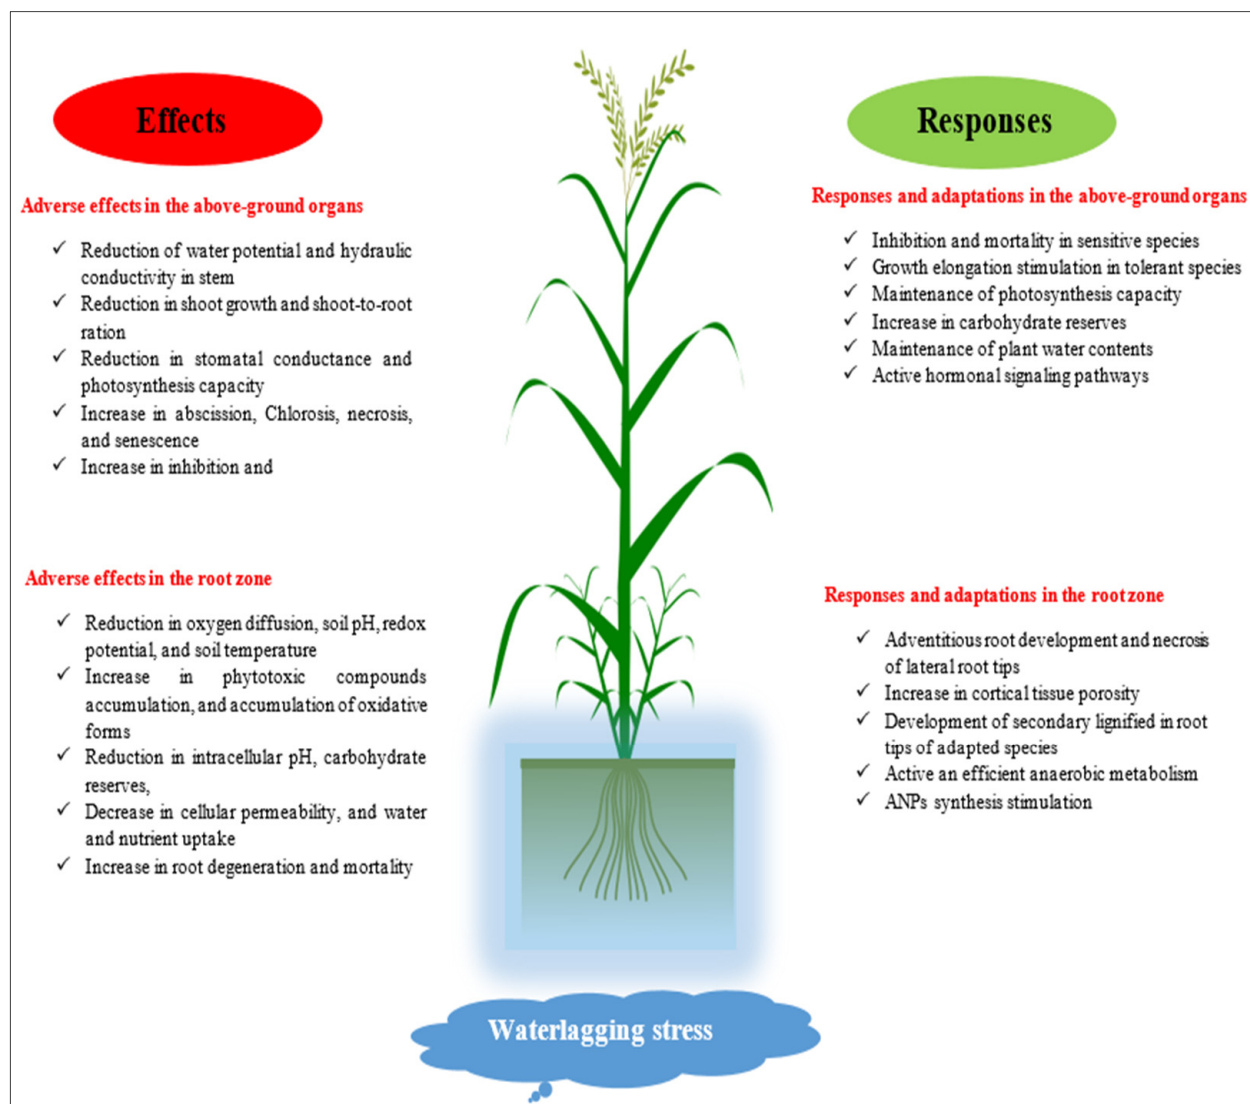 Effects
Adverse effects in the above-ground organs
✓ Reduction of water potential and hydraulic
conductivity in stem
✓ Reduction in shoot growth and shoot-to-root
ration
✓ Reduction in stomatal conductance and
photosynthesis capacity
✓ Increase in abscission, Chlorosis, necrosis,
and senescence
✓ Increase in inhibition and
Adverse effects in the root zone
✓ Reduction in oxygen diffusion, soil pH, redox
potential, and soil temperature
✓ Increase in phytotoxic compounds
accumulation, and accumulation of oxidative
forms
✓ Reduction in intracellular pH, carbohydrate
reserves,
✓ Decrease in cellular permeability, and water
and nutrient uptake
✓ Increase in root degeneration and mortality
Responses
Responses and adaptations in the above-ground organs
✓ Inhibition and mortality in sensitive species
✓ Growth elongation stimulation in tolerant species
✓ Maintenance of photosynthesis capacity
✓ Increase in carbohydrate reserves
✓ Maintenance of plant water contents
✓ Active hormonal signaling pathways
Responses and adaptations in the root zone
✓ Adventitious root development and necrosis
of lateral root tips
✓ Increase in cortical tissue porosity
✓ Development of secondary lignified in root
tips of adapted species
✓ Active an efficient anaerobic metabolism
✓ ANPs synthesis stimulation
Waterlagging stress